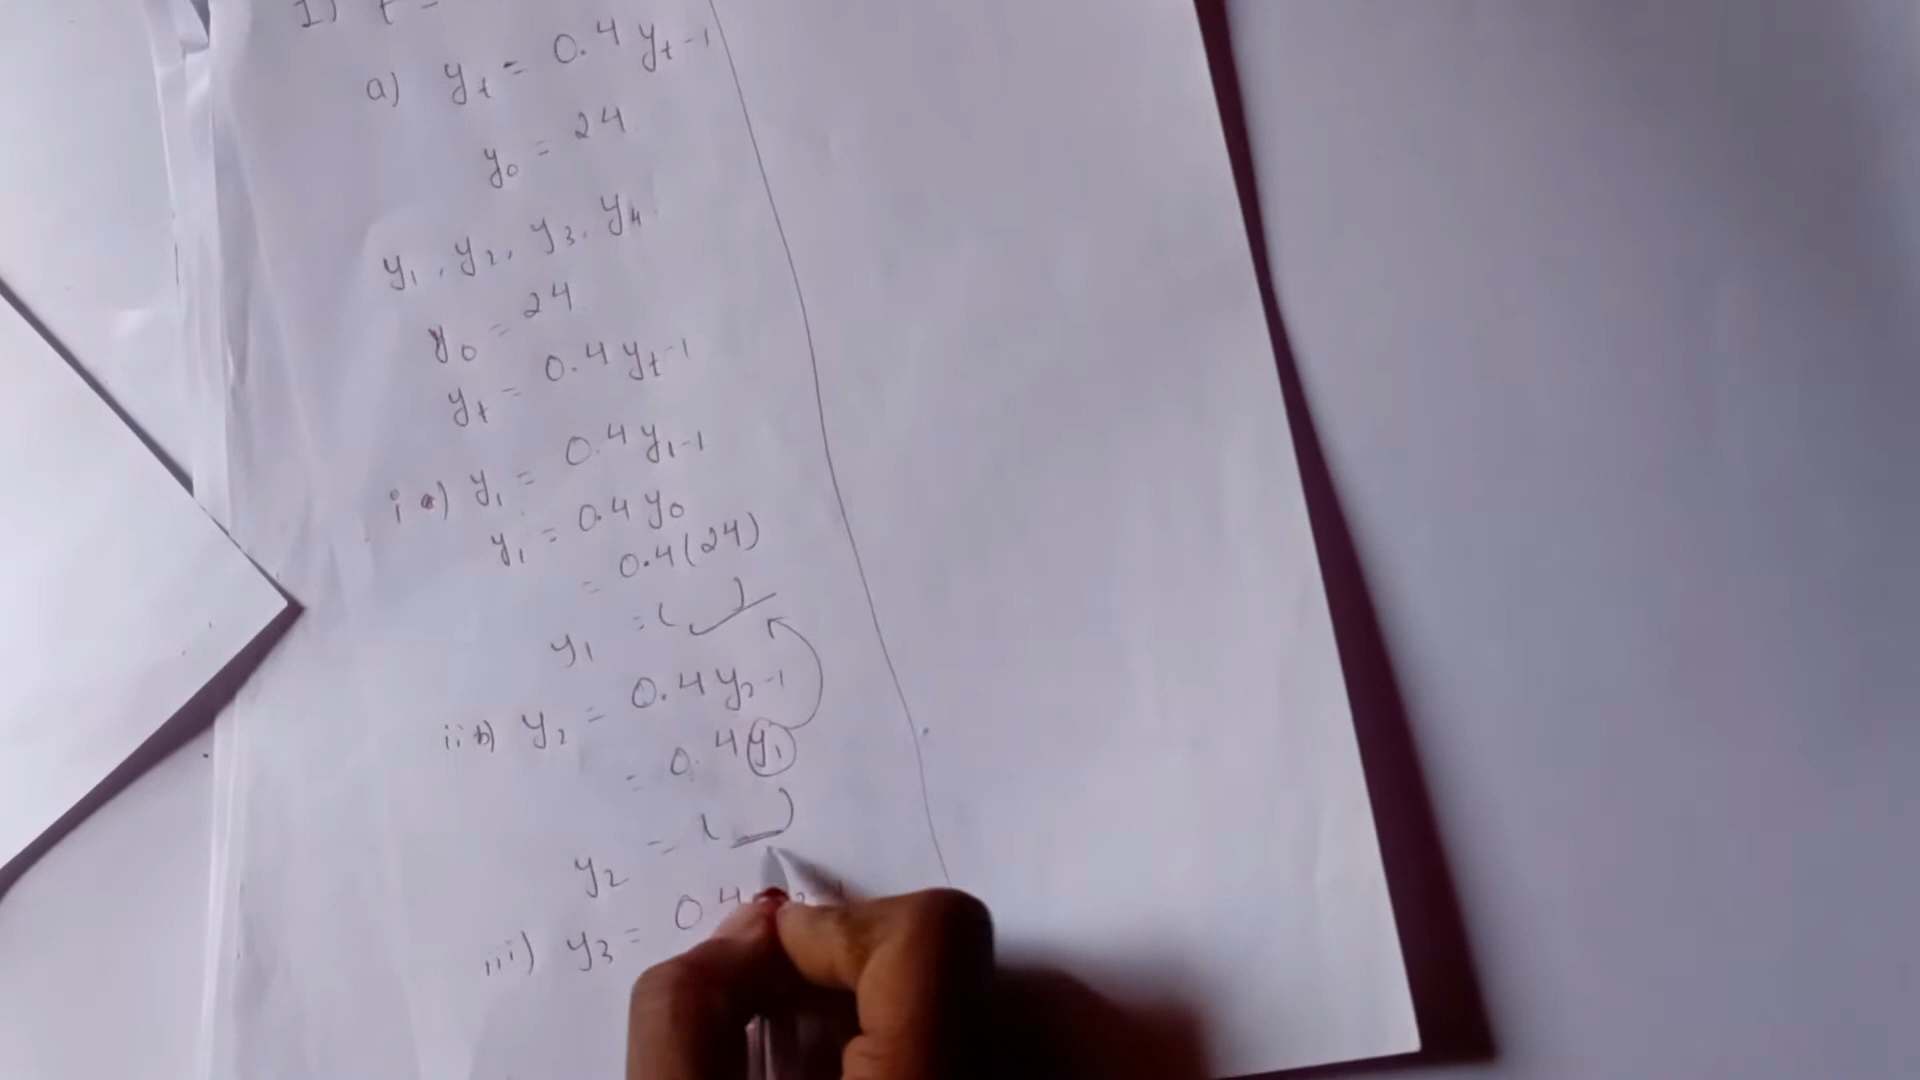 1) t =
a) yt = 0.4 yt-1
y0 = 24
y1, y2, y3, y4
y0 = 24
yt = 0.4 yt-1
i) y1 = 0.4 y1-1
y1 = 0.4 y0
= 0.4(24)
y1 = ( )
ii) y2 = 0.4 y2-1
= 0.4 y1
y2 = ( )
iii) y3 = 0.4